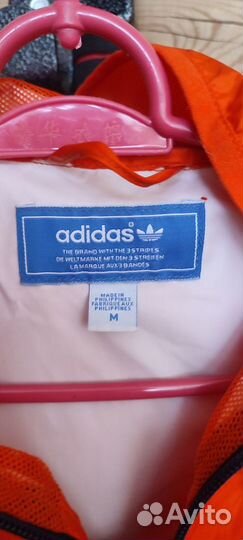 adidas
THE BRAND WITH THE 3 STRIPES
DIE WELTMARKE MIT DEN 3 STREIFEN
LA MARQUE AUX 3 BANDES
MADE IN
PHILIPPINES
FABRIQUE AUX
PHILIPPINES
M
Avito